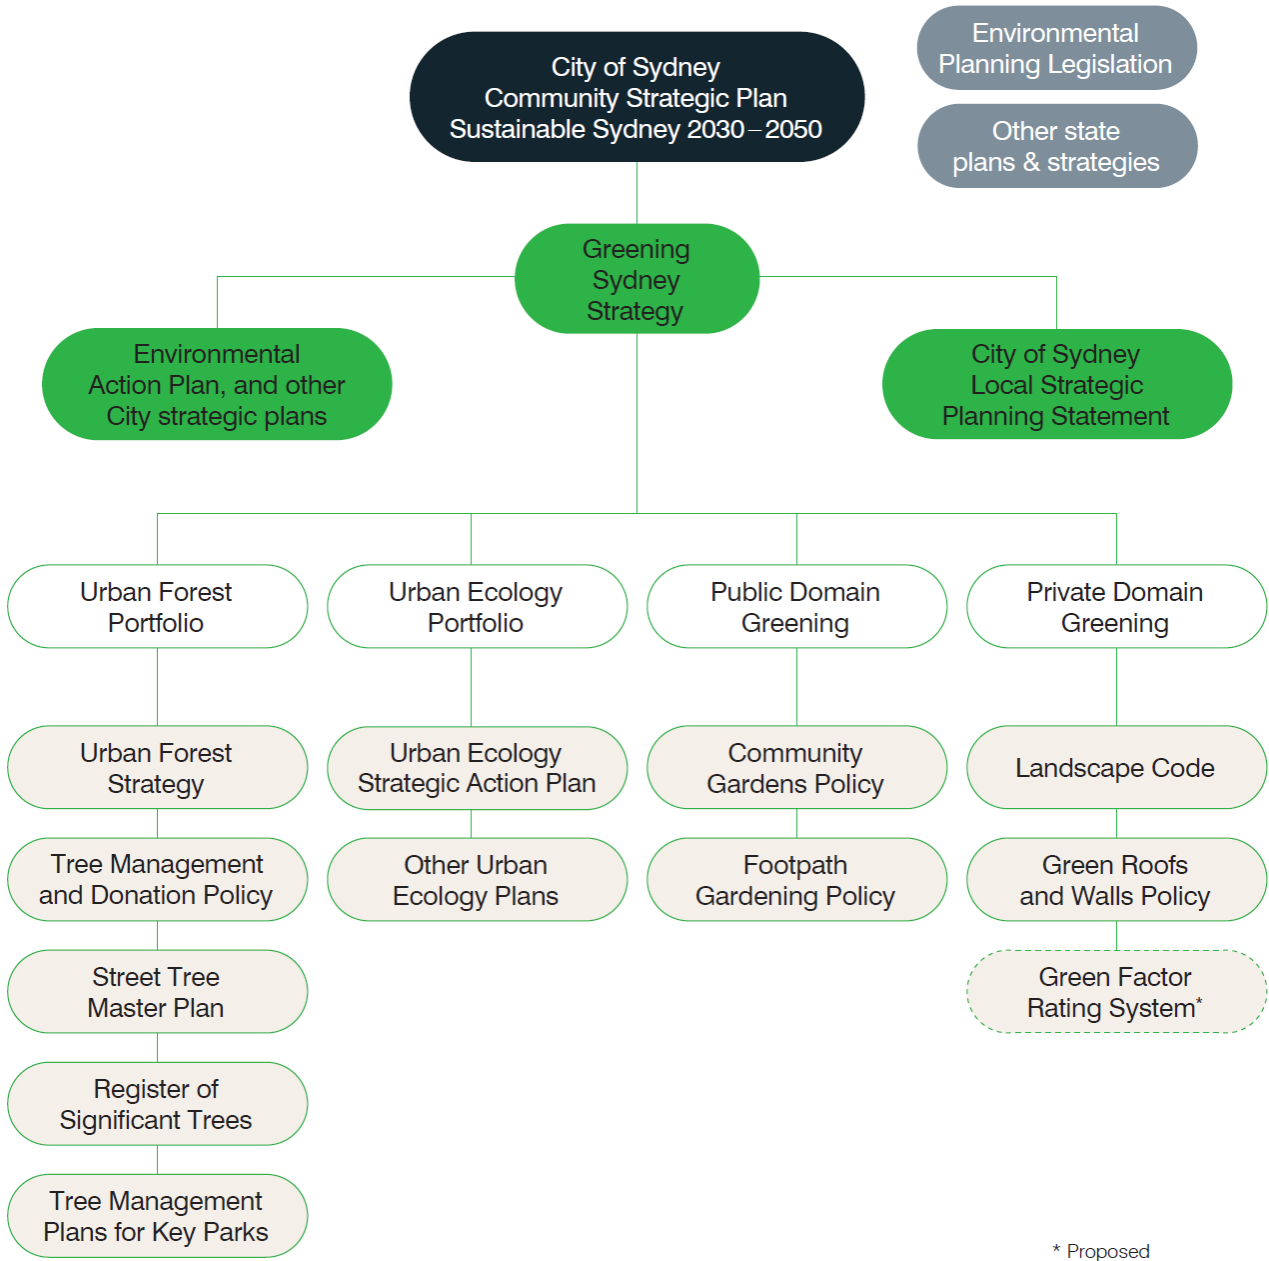 City of Sydney
Community Strategic Plan
Sustainable Sydney 2030–2050
Environmental
Planning Legislation
Other state
plans & strategies
Greening
Sydney
Strategy
Environmental
Action Plan, and other
City strategic plans
City of Sydney
Local Strategic
Planning Statement
Urban Forest
Portfolio
Urban Ecology
Portfolio
Public Domain
Greening
Private Domain
Greening
Urban Forest
Strategy
Urban Ecology
Strategic Action Plan
Community
Gardens Policy
Landscape Code
Tree Management
and Donation Policy
Other Urban
Ecology Plans
Footpath
Gardening Policy
Green Roofs
and Walls Policy
Street Tree
Master Plan
Green Factor
Rating System*
Register of
Significant Trees
Tree Management
Plans for Key Parks
* Proposed